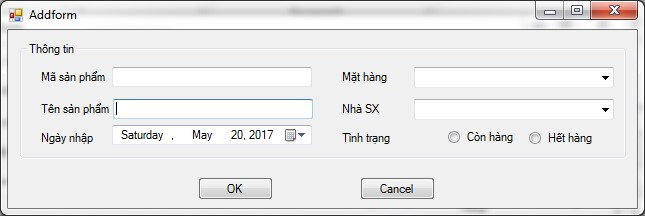 Addform
Thông tin
Mã sản phẩm
Mặt hàng
Tên sản phẩm
Nhà SX
Ngày nhập
Saturday , May 20, 2017
Tình trạng
Còn hàng
Hết hàng
OK
Cancel